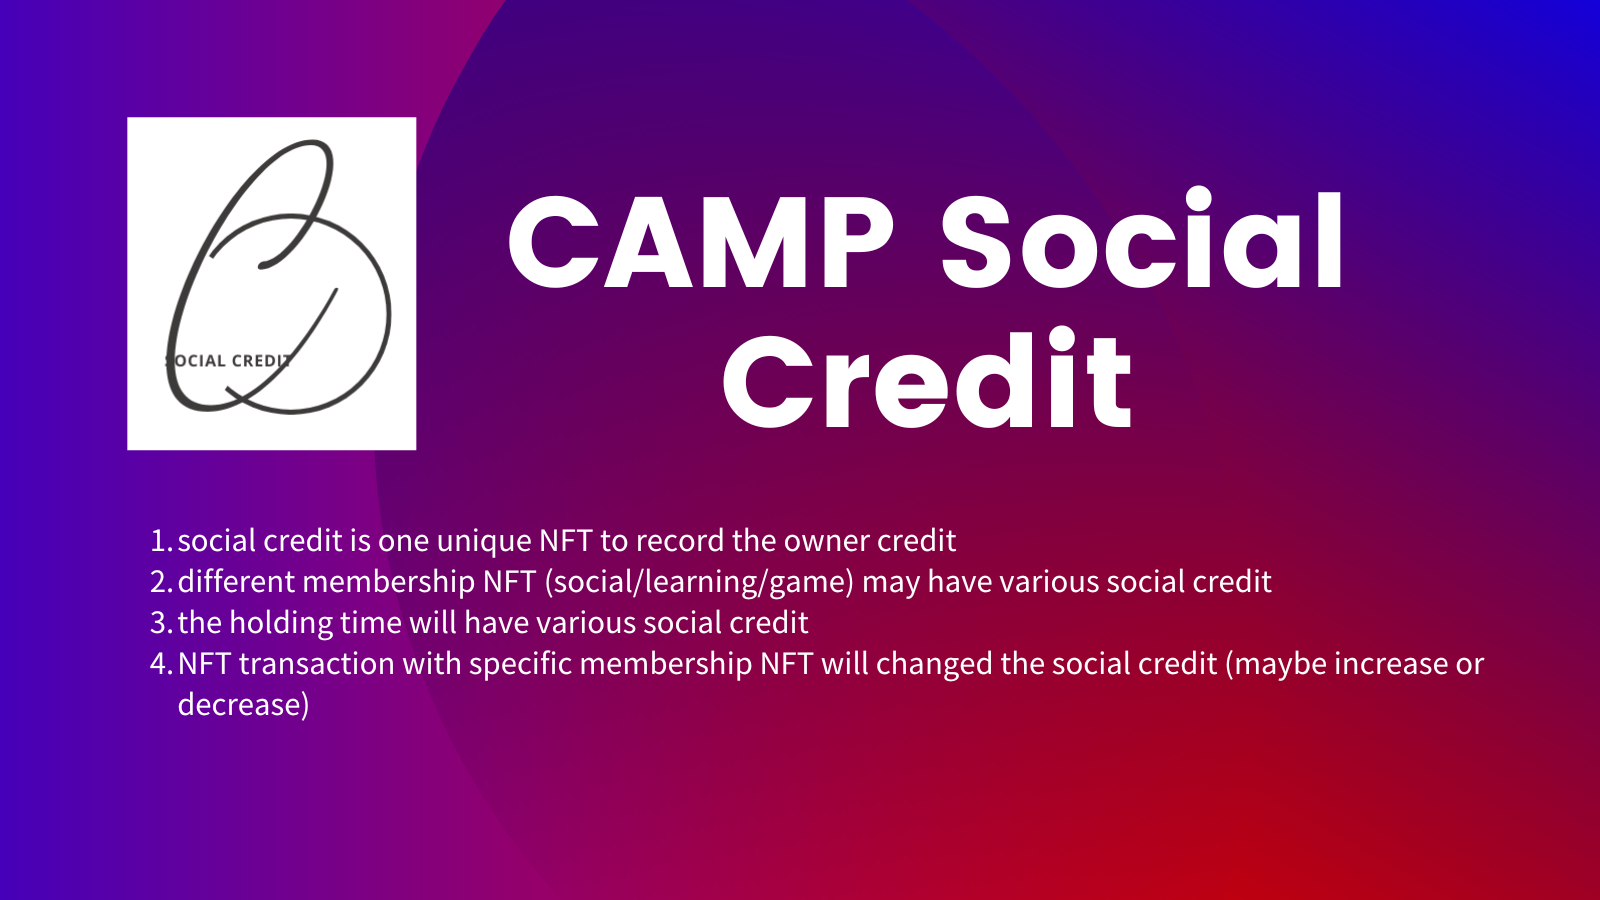 SOCIAL CREDIT
CAMP Social
Credit
1. social credit is one unique NFT to record the owner credit
2. different membership NFT (social/learning/game) may have various social credit
3. the holding time will have various social credit
4. NFT transaction with specific membership NFT will changed the social credit (maybe increase or
decrease)